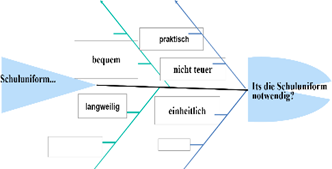 praktisch
bequem
nicht teuer
Schuluniform...
Its die Schuluniform
notwendig?
langweilig
einheitlich